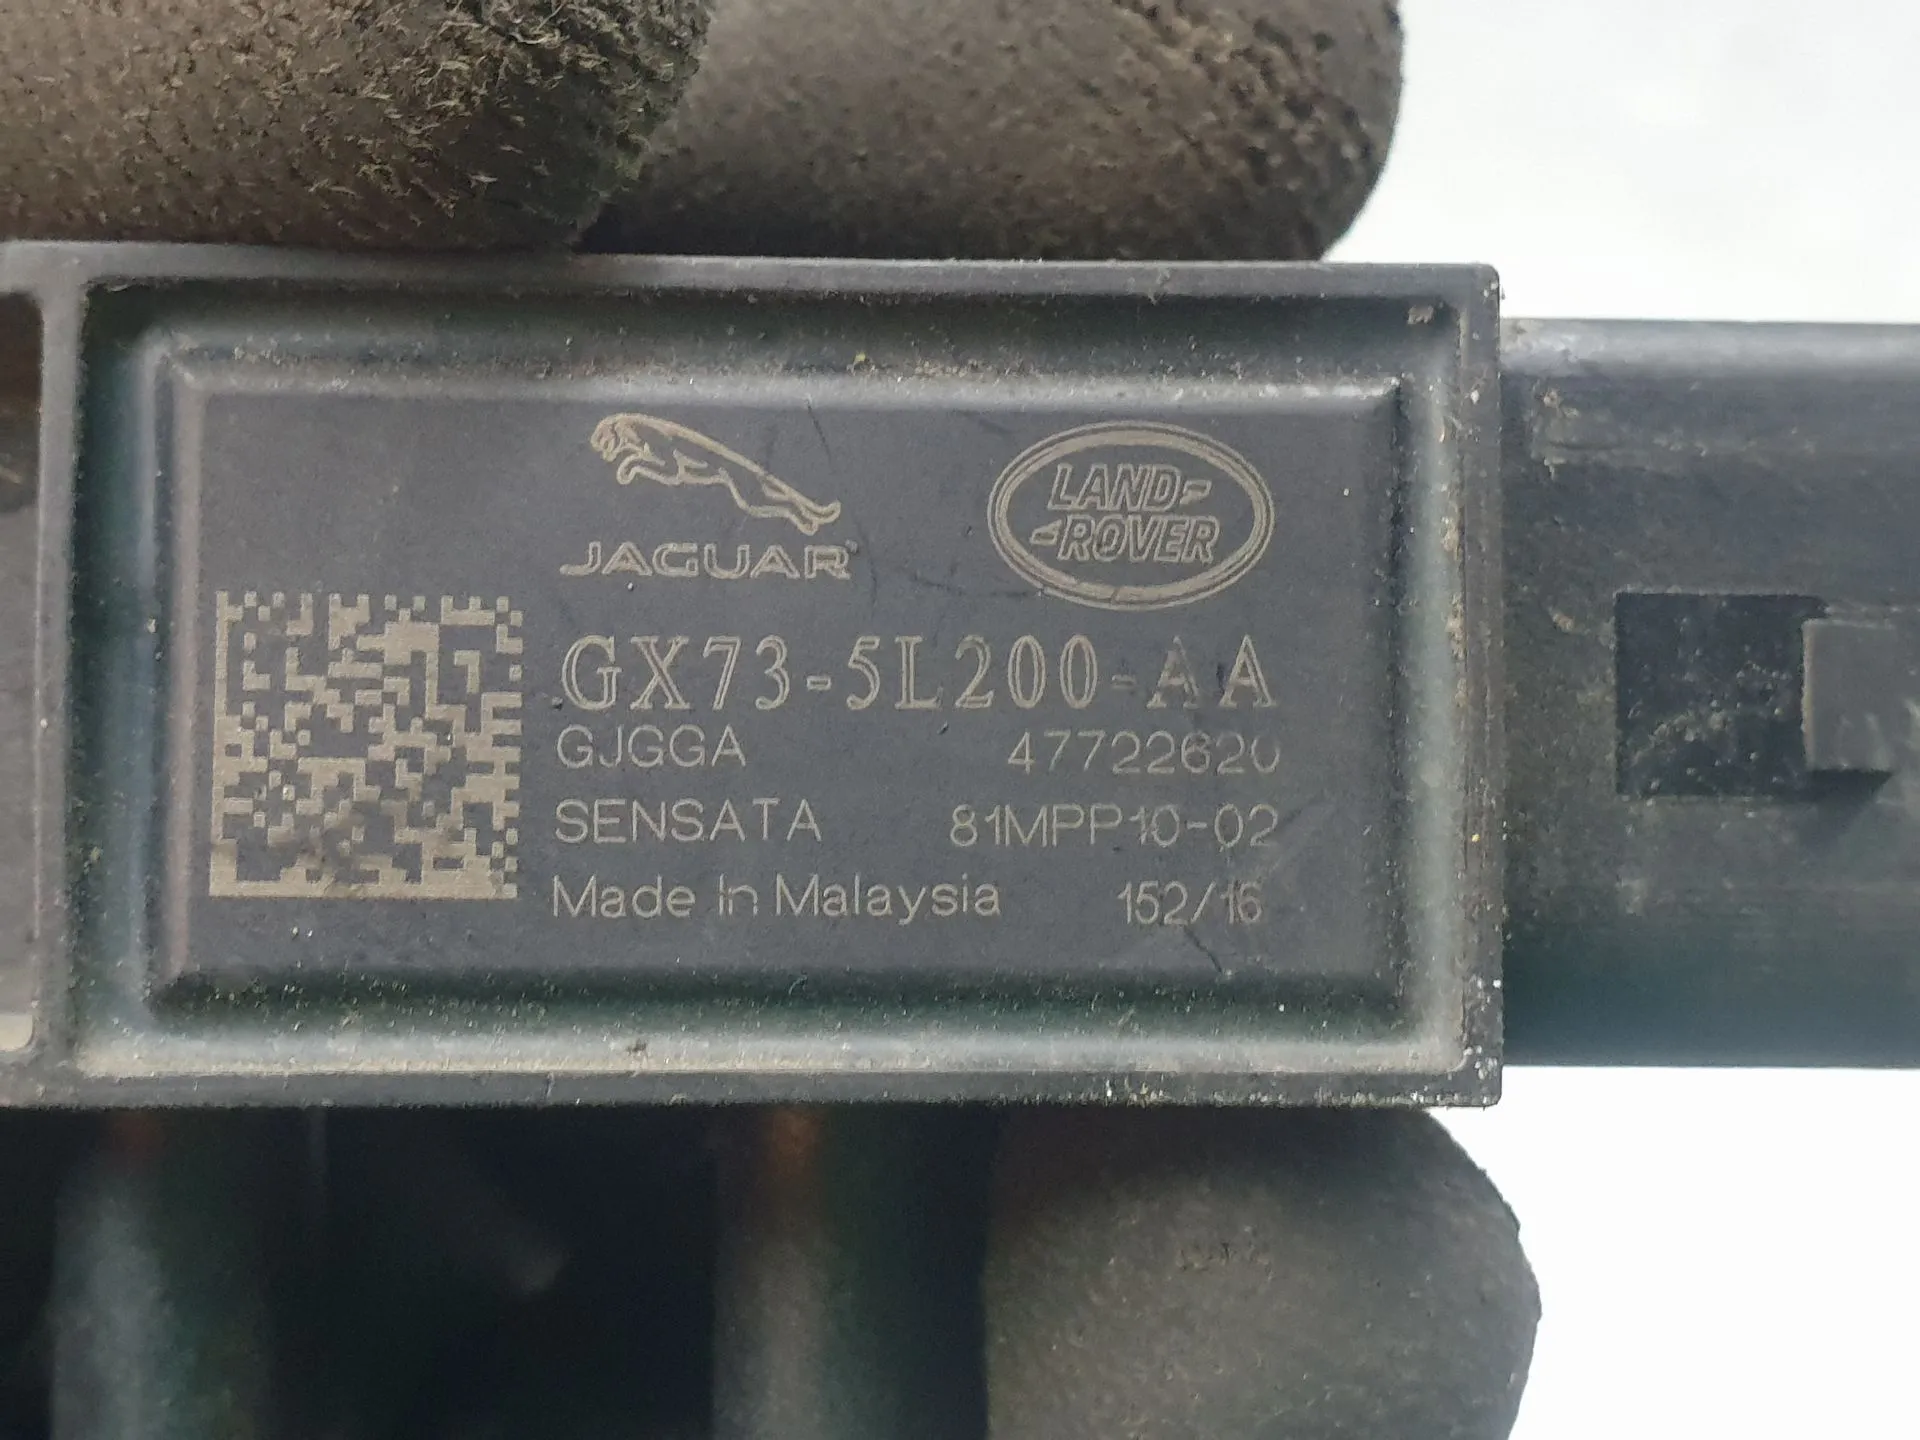 JAGUAR
LAND-
-ROVER
GX73-5L200-AA
GJGGA 47722620
SENSATA 81MPP10-02
Made In Malaysia 152/16